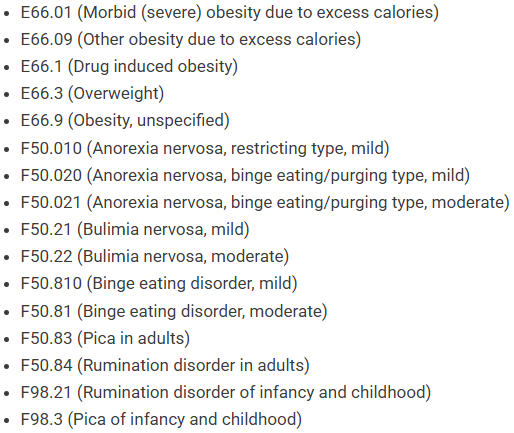 • E66.01 (Morbid (severe) obesity due to excess calories)
• E66.09 (Other obesity due to excess calories)
• E66.1 (Drug induced obesity)
• E66.3 (Overweight)
• E66.9 (Obesity, unspecified)
• F50.010 (Anorexia nervosa, restricting type, mild)
• F50.020 (Anorexia nervosa, binge eating/purging type, mild)
• F50.021 (Anorexia nervosa, binge eating/purging type, moderate)
• F50.21 (Bulimia nervosa, mild)
• F50.22 (Bulimia nervosa, moderate)
• F50.810 (Binge eating disorder, mild)
• F50.81 (Binge eating disorder, moderate)
• F50.83 (Pica in adults)
• F50.84 (Rumination disorder in adults)
• F98.21 (Rumination disorder of infancy and childhood)
• F98.3 (Pica of infancy and childhood)